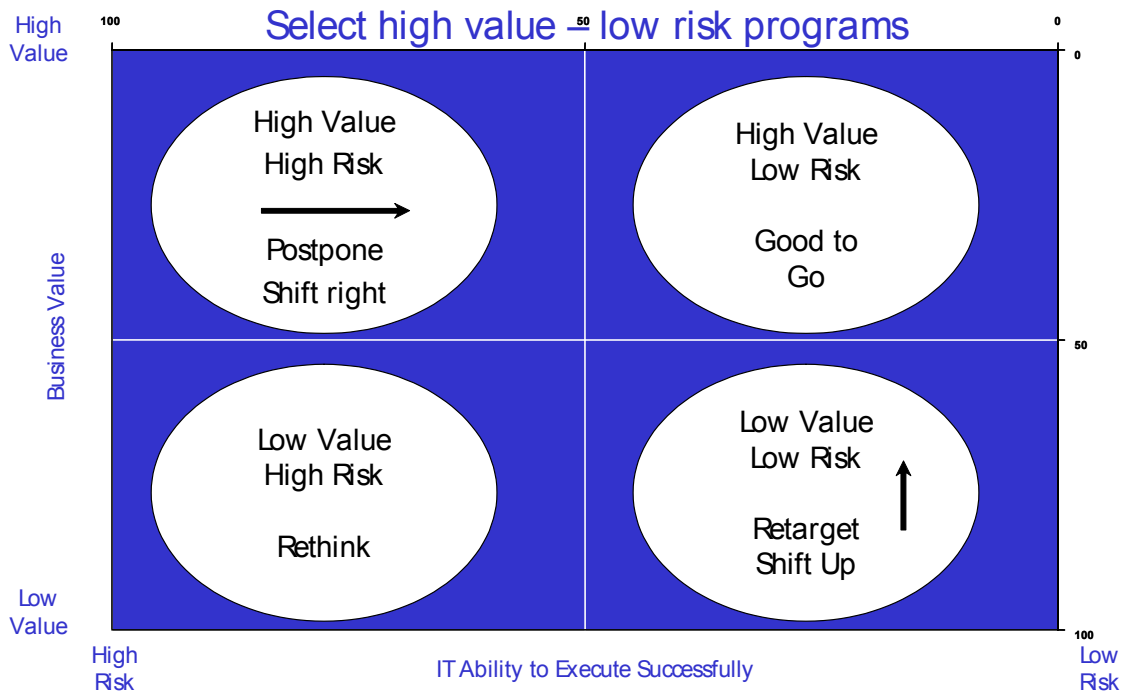 Select high value – low risk programs
High
Value
100
50
0
0
High Value
High Risk
Postpone
Shift right
High Value
Low Risk
Good to
Go
Business Value
50
Low Value
High Risk
Rethink
Low Value
Low Risk
Retarget
Shift Up
Low
Value
100
High
Risk
IT Ability to Execute Successfully
Low
Risk